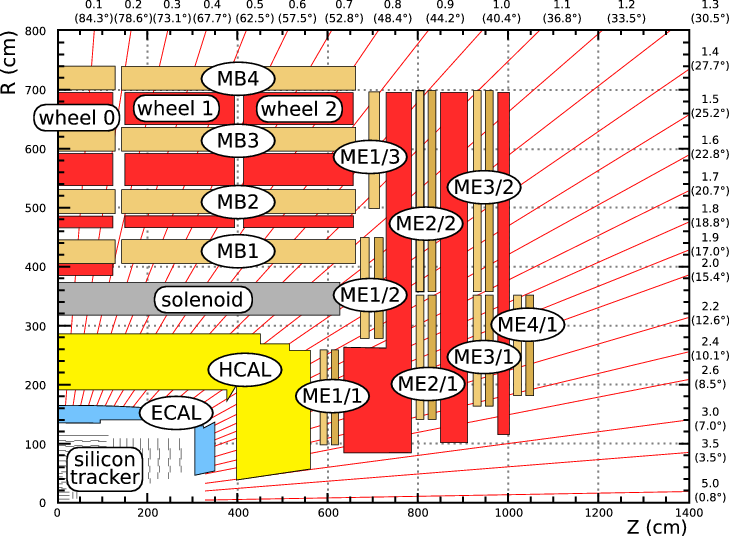 0.1 0.2 0.3 0.4 0.5 0.6 0.7 0.8 0.9 1.0 1.1 1.2 1.3
(84.3°) (78.6°) (73.1°) (67.7°) (62.5°) (57.5°) (52.8°) (48.4°) (44.2°) (40.4°) (36.8°) (33.5°) (30.5°)
R (cm)
800
1.4
(27.7°)
MB4
700
wheel 0
wheel 1
wheel 2
1.5
(25.2°)
MB3
600
ME1/3
1.6
(22.8°)
ME3/2
1.7
(20.7°)
MB2
500
ME2/2
1.8
(18.8°)
MB1
1.9
(17.0°)
400
2.0
(15.4°)
solenoid
ME1/2
300
ME4/1
2.2
(12.6°)
HCAL
ME3/1
2.4
(10.1°)
200
ME1/1
ME2/1
2.6
(8.5°)
ECAL
100
3.0
(7.0°)
silicon
tracker
3.5
(3.5°)
5.0
(0.8°)
0
0 200 400 600 800 1000 1200 1400
Z (cm)